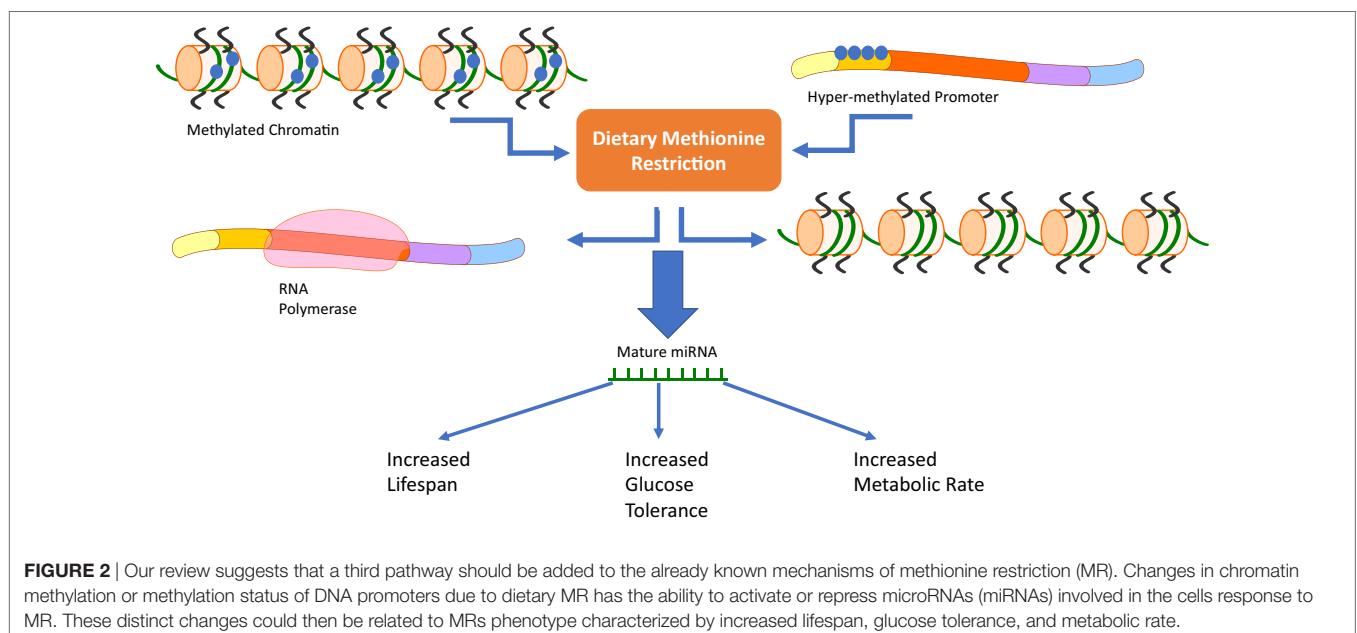 Methylated Chromatin
Hyper-methylated Promoter
Dietary Methionine
Restriction
RNA
Polymerase
Mature miRNA
Increased
Lifespan
Increased
Glucose
Tolerance
Increased
Metabolic Rate
FIGURE 2 | Our review suggests that a third pathway should be added to the already known mechanisms of methionine restriction (MR). Changes in chromatin
methylation or methylation status of DNA promoters due to dietary MR has the ability to activate or repress microRNAs (miRNAs) involved in the cells response to
MR. These distinct changes could then be related to MRs phenotype characterized by increased lifespan, glucose tolerance, and metabolic rate.